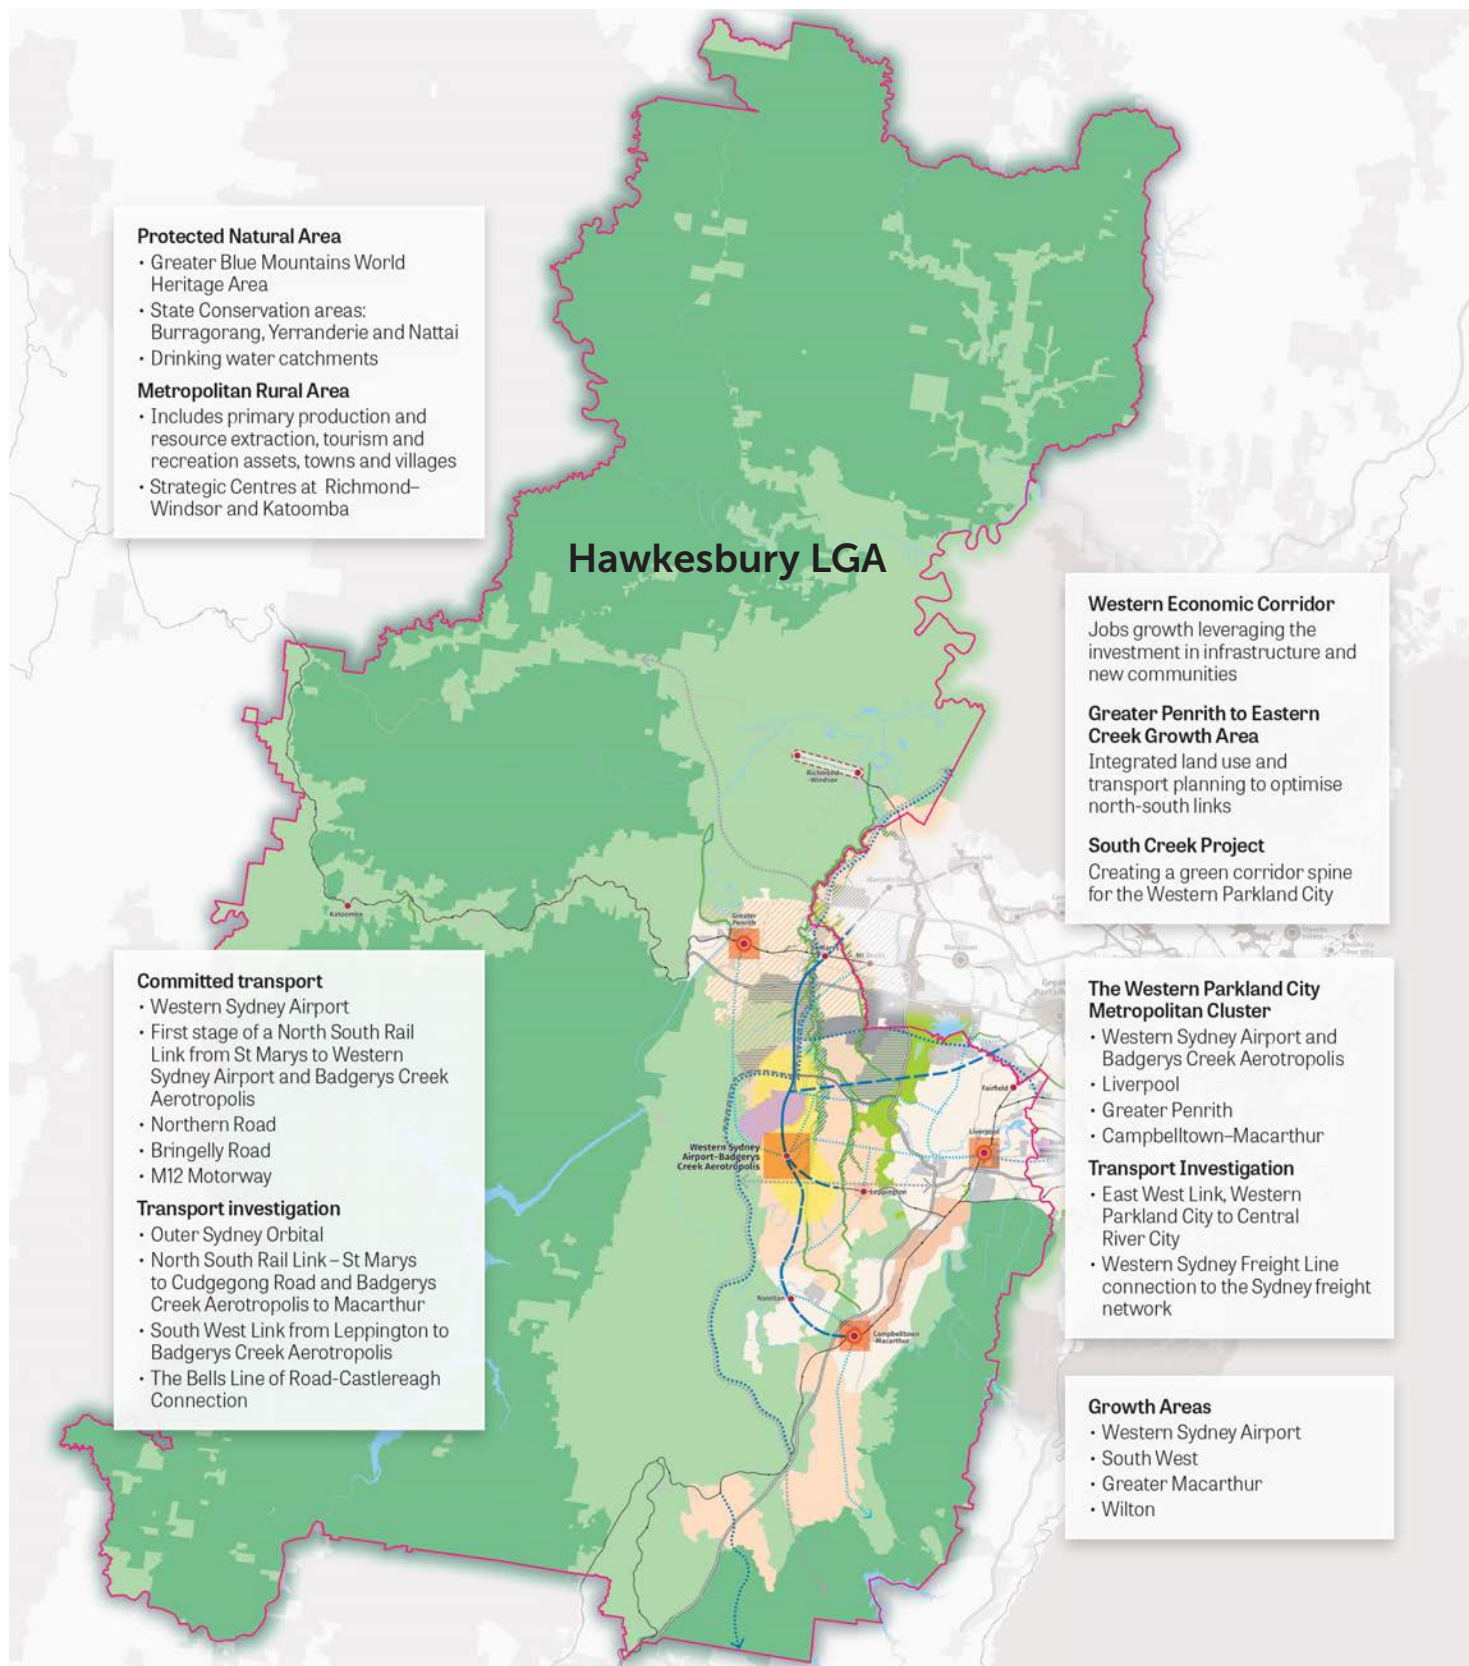 Protected Natural Area
• Greater Blue Mountains World
Heritage Area
• State Conservation areas:
Burragorang, Yerranderie and Nattai
• Drinking water catchments
Metropolitan Rural Area
• Includes primary production and
resource extraction, tourism and
recreation assets, towns and villages
• Strategic Centres at Richmond–
Windsor and Katoomba
Hawkesbury LGA
Western Economic Corridor
Jobs growth leveraging the
investment in infrastructure and
new communities
Greater Penrith to Eastern
Creek Growth Area
Integrated land use and
transport planning to optimise
north-south links
South Creek Project
Creating a green corridor spine
for the Western Parkland City
Richmond–
Windsor
Marsden Park
Katoomba
Greater
Penrith
St Marys
Mt Druitt
Blacktown
Committed transport
• Western Sydney Airport
• First stage of a North South Rail
Link from St Marys to Western
Sydney Airport and Badgerys Creek
Aerotropolis
• Northern Road
• Bringelly Road
• M12 Motorway
Transport investigation
• Outer Sydney Orbital
• North South Rail Link – St Marys
to Cudgegong Road and Badgerys
Creek Aerotropolis to Macarthur
• South West Link from Leppington to
Badgerys Creek Aerotropolis
• The Bells Line of Road-Castlereagh
Connection
Fairfield
Liverpool
Western Sydney
Airport–Badgerys
Creek Aerotropolis
Leppington
Narellan
Campbelltown
Macarthur
The Western Parkland City
Metropolitan Cluster
• Western Sydney Airport and
Badgerys Creek Aerotropolis
• Liverpool
• Greater Penrith
• Campbelltown–Macarthur
Transport Investigation
• East West Link, Western
Parkland City to Central
River City
• Western Sydney Freight Line
connection to the Sydney freight
network
Growth Areas
• Western Sydney Airport
• South West
• Greater Macarthur
• Wilton